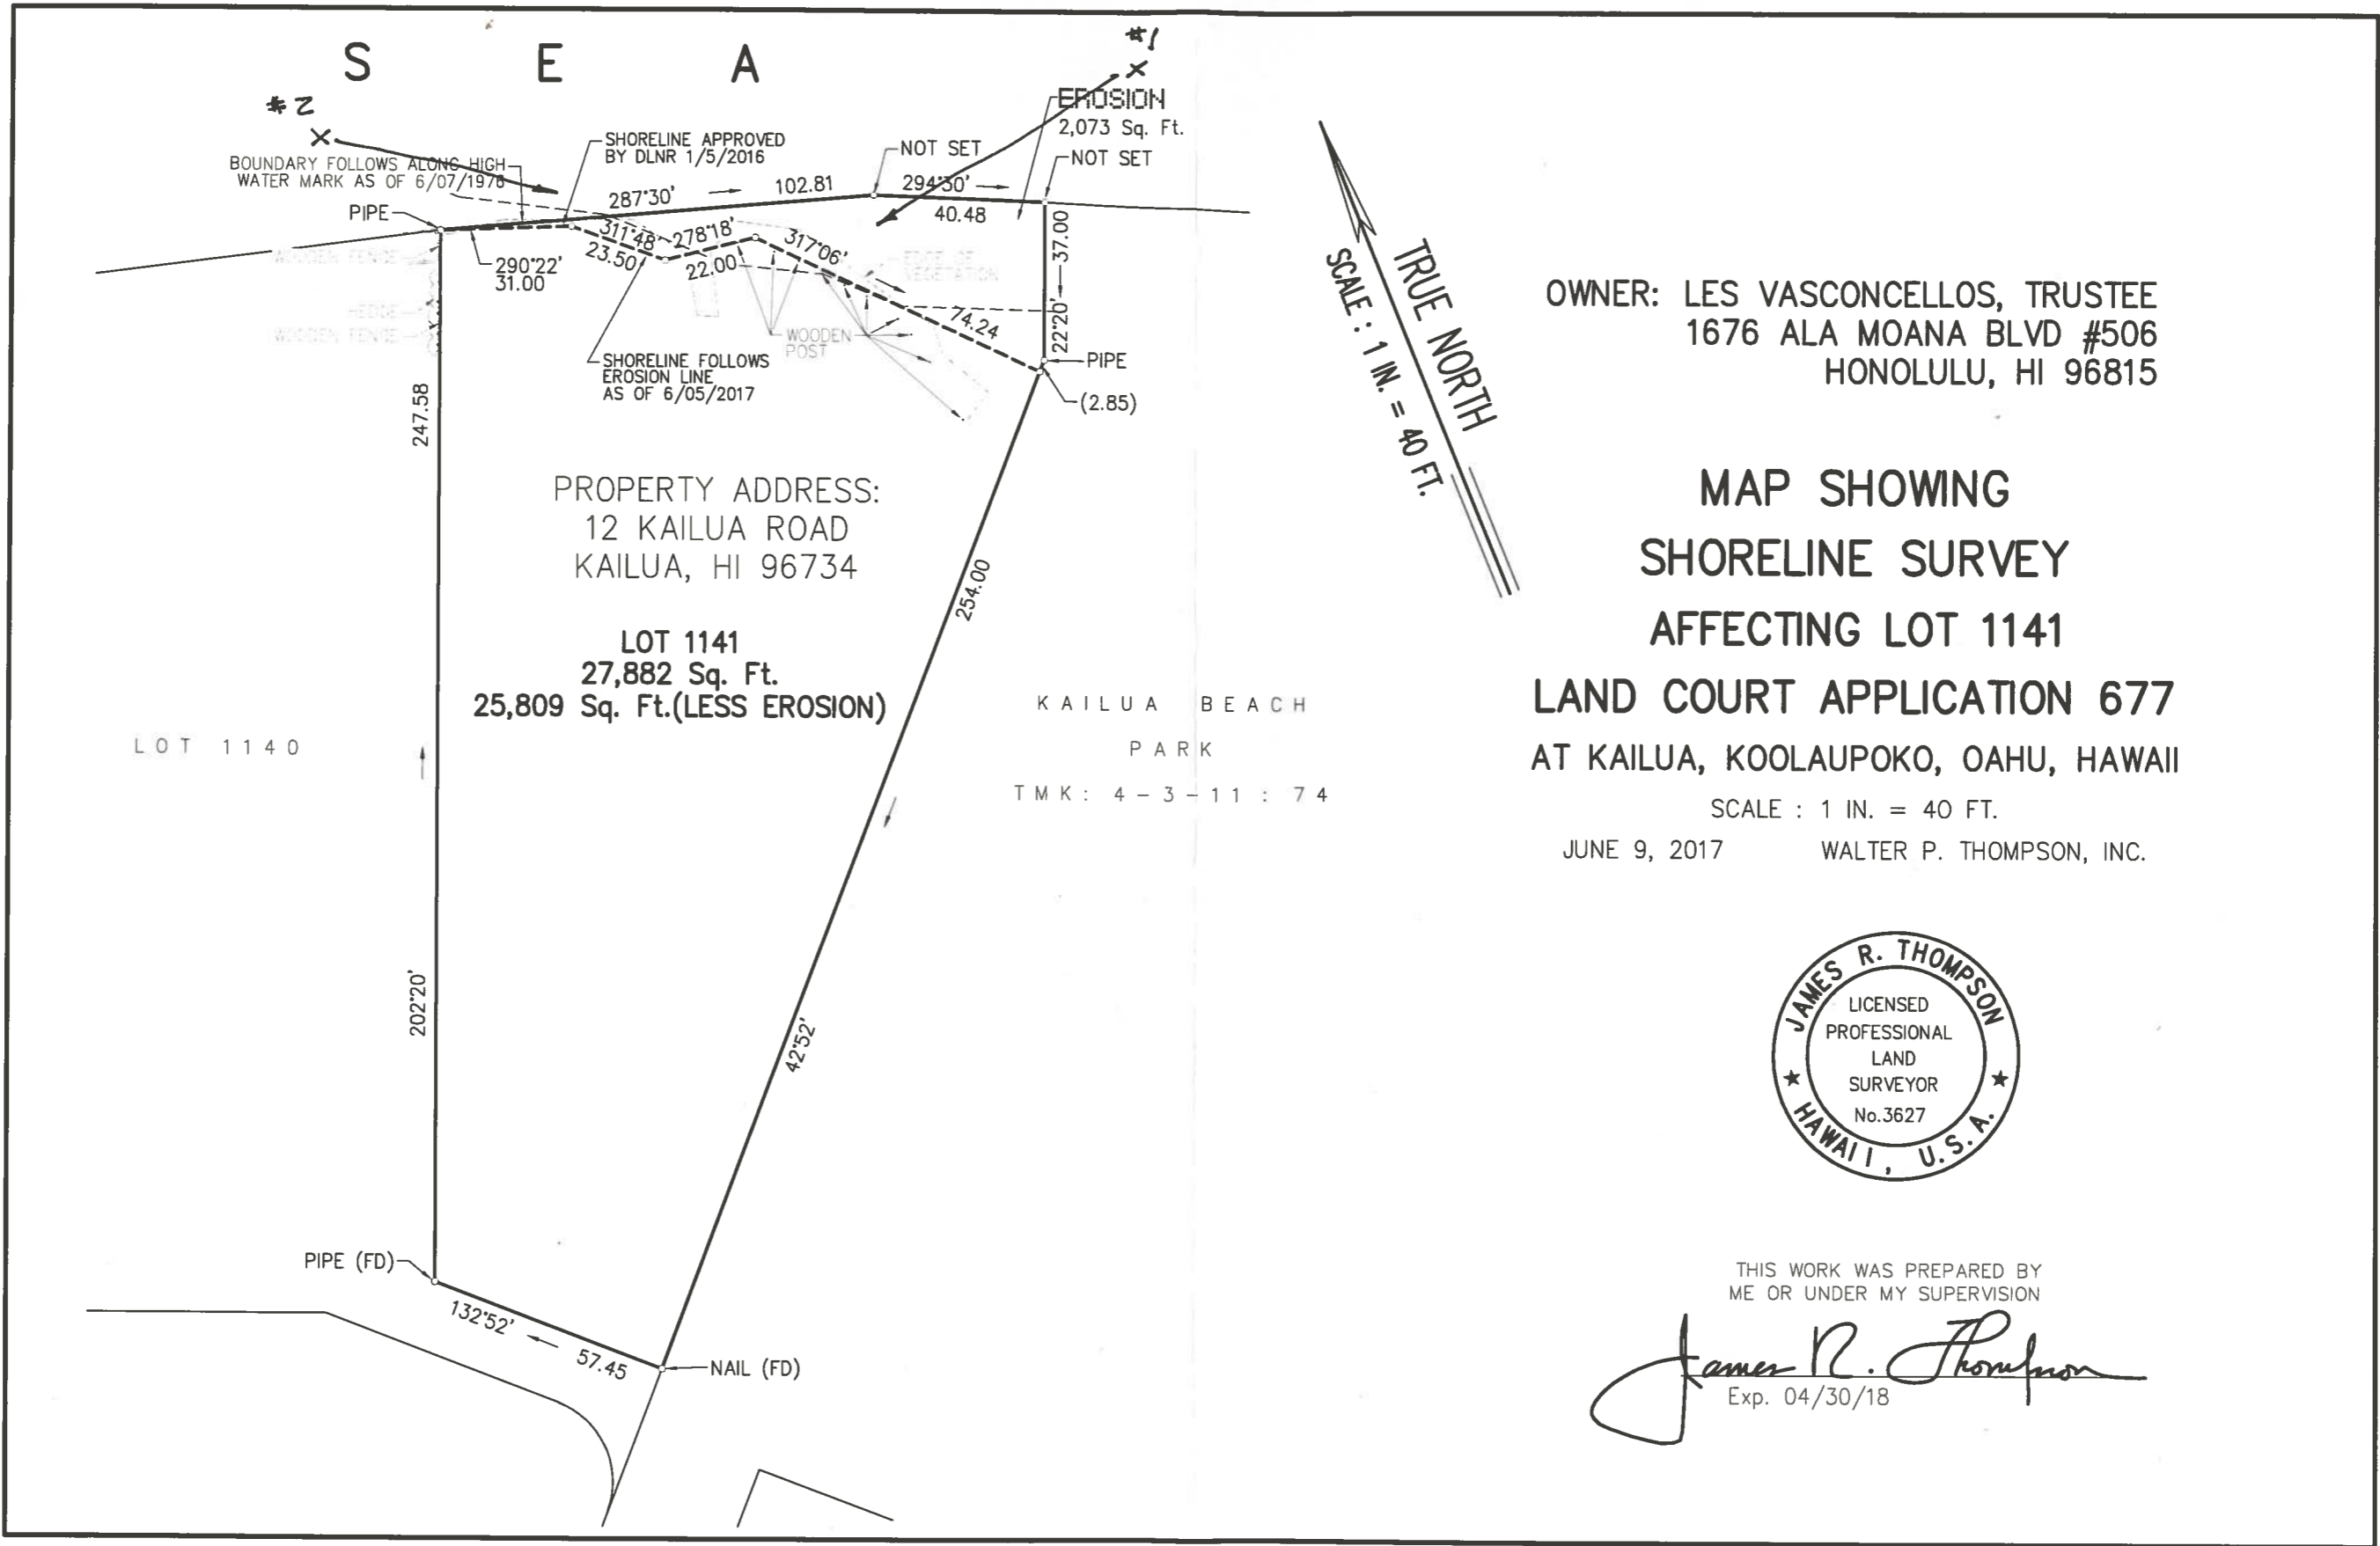 S E A
#1
#2
EROSION
2,073 Sq. Ft.
SHORELINE APPROVED
BY DLNR 1/5/2016
NOT SET
NOT SET
BOUNDARY FOLLOWS ALONG HIGH
WATER MARK AS OF 6/07/1978
PIPE
287°30'
102.81
294°30'
40.48
WOODEN FENCE
290°22'
31.00
311°48'
23.50
278°18'
22.00
317°06'
EDGE OF
VEGETATION
37.00
22°20'
HEDGE
WOODEN FENCE
WOODEN
POST
74.24
SHORELINE FOLLOWS
EROSION LINE
AS OF 6/05/2017
PIPE
(2.85)
247.58
PROPERTY ADDRESS:
12 KAILUA ROAD
KAILUA, HI 96734
254.00
LOT 1141
27,882 Sq. Ft.
25,809 Sq. Ft.(LESS EROSION)
LOT 1140
KAILUA BEACH
PARK
TMK: 4-3-11 : 74
202°20'
42°52'
PIPE (FD)
132°52'
57.45
NAIL (FD)
TRUE NORTH
SCALE : 1 IN. = 40 FT.
OWNER: LES VASCONCELLOS, TRUSTEE
1676 ALA MOANA BLVD #506
HONOLULU, HI 96815
MAP SHOWING
SHORELINE SURVEY
AFFECTING LOT 1141
LAND COURT APPLICATION 677
AT KAILUA, KOOLAUPOKO, OAHU, HAWAII
SCALE : 1 IN. = 40 FT.
JUNE 9, 2017 WALTER P. THOMPSON, INC.
JAMES R. THOMPSON
LICENSED
PROFESSIONAL
LAND
SURVEYOR
No.3627
★ HAWAII, U.S.A. ★
THIS WORK WAS PREPARED BY
ME OR UNDER MY SUPERVISION
James R. Thompson
Exp. 04/30/18